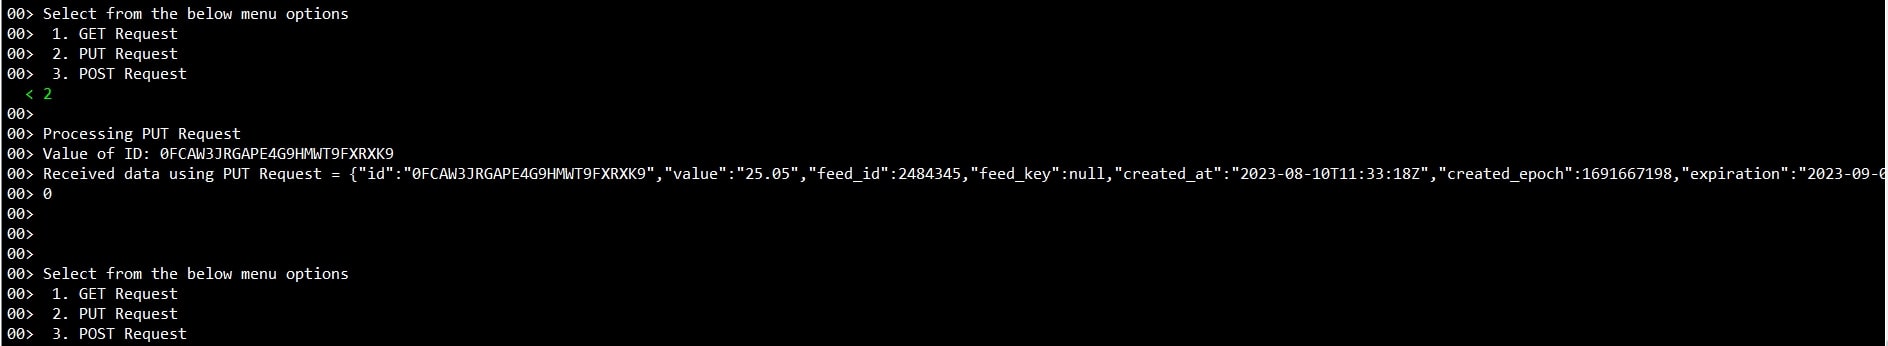 00> Select from the below menu options
00>  1. GET Request
00>  2. PUT Request
00>  3. POST Request
< 2
00>
00> Processing PUT Request
00> Value of ID: 0FCAW3JRGAPE4G9HMWT9FXRXK9
00> Received data using PUT Request = {"id":"0FCAW3JRGAPE4G9HMWT9FXRXK9","value":"25.05","feed_id":2484345,"feed_key":null,"created_at":"2023-08-10T11:33:18Z","created_epoch":1691667198,"expiration":"2023-09-0
00> 0
00>
00>
00>
00> Select from the below menu options
00>  1. GET Request
00>  2. PUT Request
00>  3. POST Request